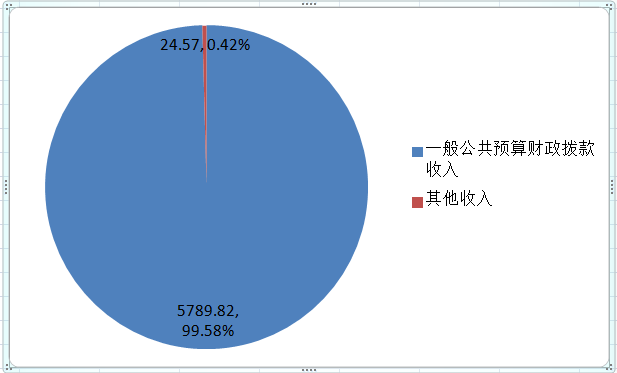 24.57, 0.42%
5789.82,
99.58%
一般公共预算财政拨款
收入
其他收入